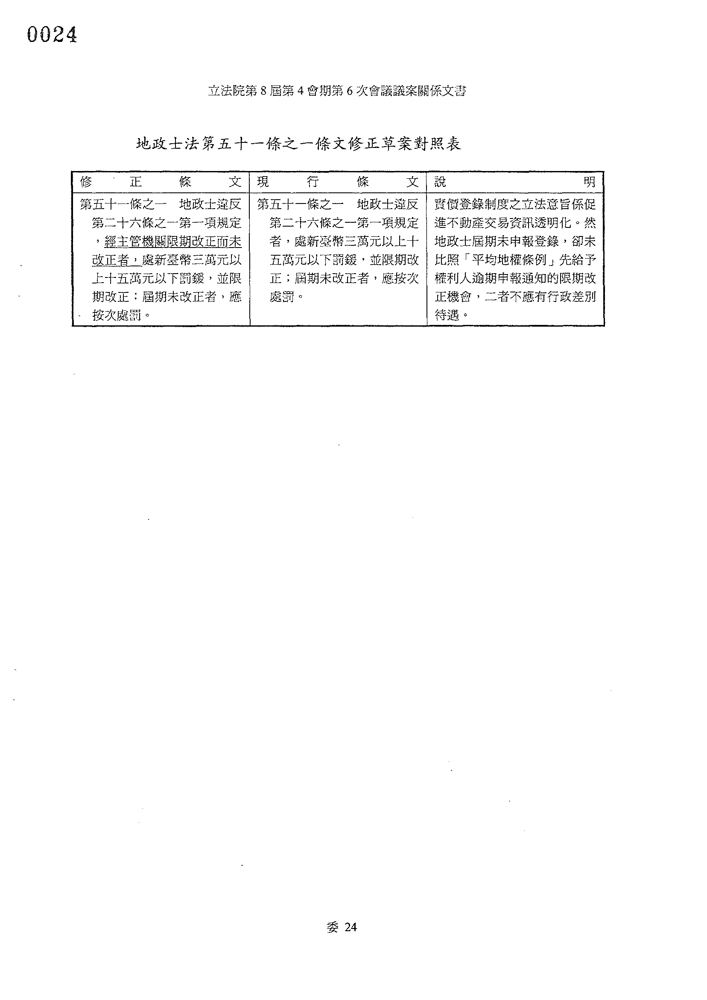 0024
立法院第 8 屆第 4 會期第 6 次會議議案關係文書
地政士法第五十一條之一條文修正草案對照表
修正條文
第五十一條之一　地政士違反
第二十六條之一第一項規定
，經主管機關限期改正而未
改正者，處新臺幣三萬元以
上十五萬元以下罰鍰，並限
期改正；屆期未改正者，應
按次處罰。
現行條文
第五十一條之一　地政士違反
第二十六條之一第一項規定
者，處新臺幣三萬元以上十
五萬元以下罰鍰，並限期改
正；屆期未改正者，應按次
處罰。
說明
實價登錄制度之立法意旨係促
進不動產交易資訊透明化。然
地政士屆期未申報登錄，卻未
比照「平均地權條例」先給予
權利人逾期申報通知的限期改
正機會，二者不應有行政差別
待遇。
委 24